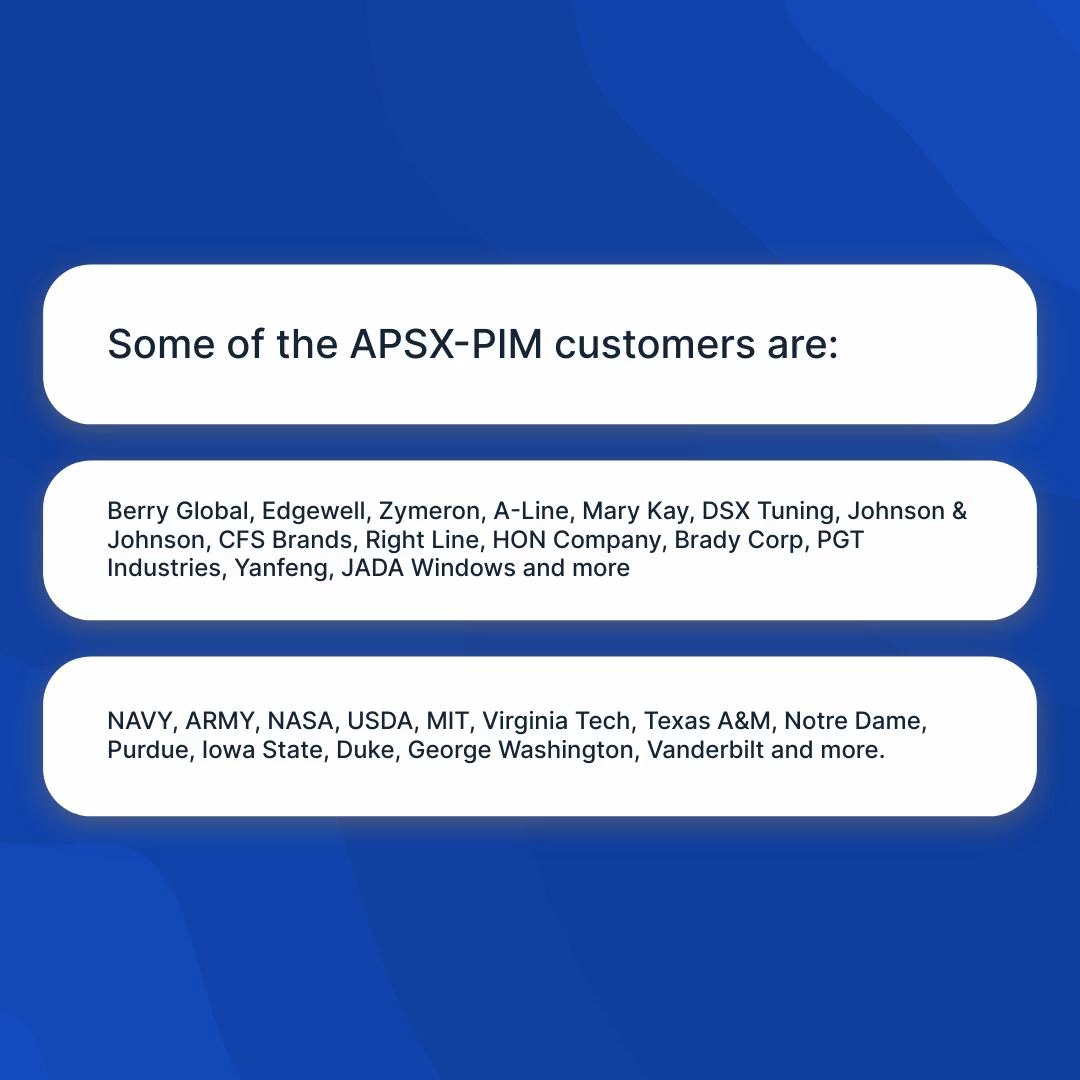 Some of the APSX-PIM customers are:
Berry Global, Edgewell, Zymeron, A-Line, Mary Kay, DSX Tuning, Johnson &
Johnson, CFS Brands, Right Line, HON Company, Brady Corp, PGT
Industries, Yanfeng, JADA Windows and more
NAVY, ARMY, NASA, USDA, MIT, Virginia Tech, Texas A&M, Notre Dame,
Purdue, Iowa State, Duke, George Washington, Vanderbilt and more.